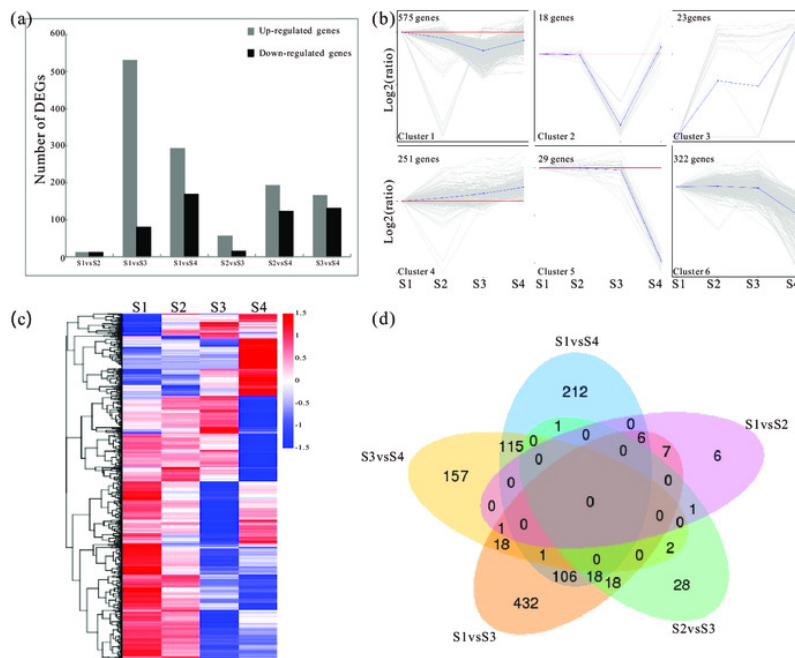 (a)
Up-regulated genes
Down-regulated genes
Number of DEGs
600
500
400
300
200
100
0
S1vsS2
S1vsS3
S1vsS4
S2vsS3
S2vsS4
S3vsS4
(b)
575 genes
18 genes
23genes
Log2(ratio)
Cluster 1
Cluster 2
Cluster 3
251 genes
29 genes
322 genes
Log2(ratio)
Cluster 4
Cluster 5
Cluster 6
S1 S2 S3 S4
S1 S2 S3 S4
S1 S2 S3 S4
(c)
S1 S2 S3 S4
1.5
1
0.5
0
-0.5
-1
-1.5
(d)
S1vsS4
212
S1vsS2
S3vsS4
1
0
0
6
115
0
0
0
7
6
157
0
0
0
0
0
0
0
0
1
1
0
18
1
0
0
2
106
18
18
28
432
S2vsS3
S1vsS3